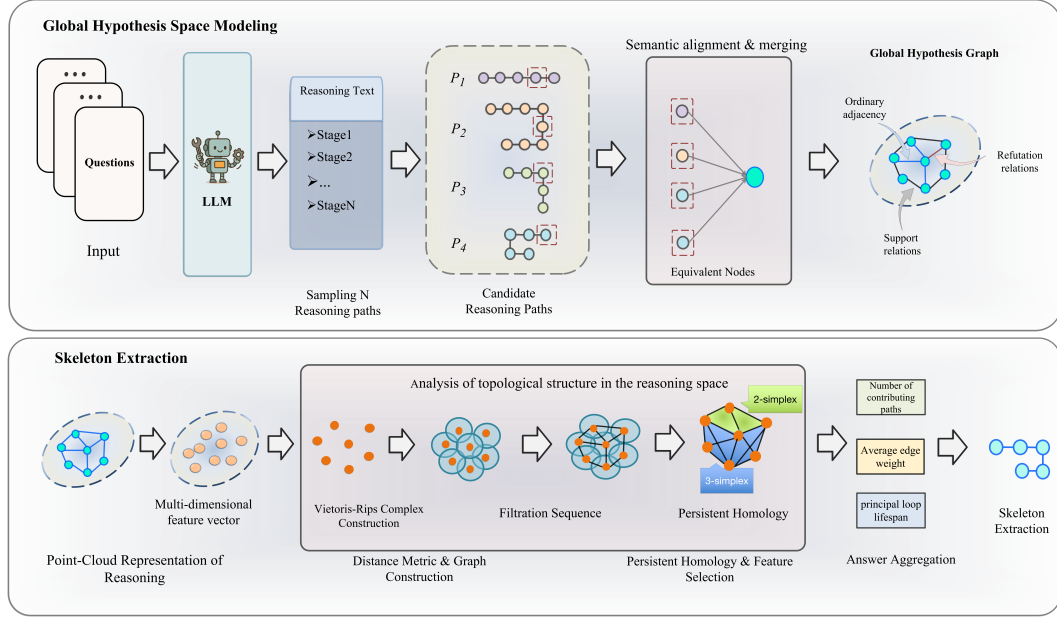 Global Hypothesis Space Modeling
Questions
Input
LLM
Reasoning Text
➢Stage1
➢Stage2
➢...
➢StageN
Sampling N
Reasoning paths
P1
P2
P3
P4
Candidate
Reasoning Paths
Semantic alignment & merging
Equivalent Nodes
Global Hypothesis Graph
Ordinary
adjacency
Refutation
relations
Support
relations
Skeleton Extraction
Point-Cloud Representation of
Reasoning
Multi-dimensional
feature vector
Analysis of topological structure in the reasoning space
Vietoris-Rips Complex
Construction
Filtration Sequence
2-simplex
3-simplex
Persistent Homology
Distance Metric & Graph
Construction
Persistent Homology & Feature
Selection
Number of
contributing
paths
Average edge
weight
principal loop
lifespan
Answer Aggregation
Skeleton
Extraction